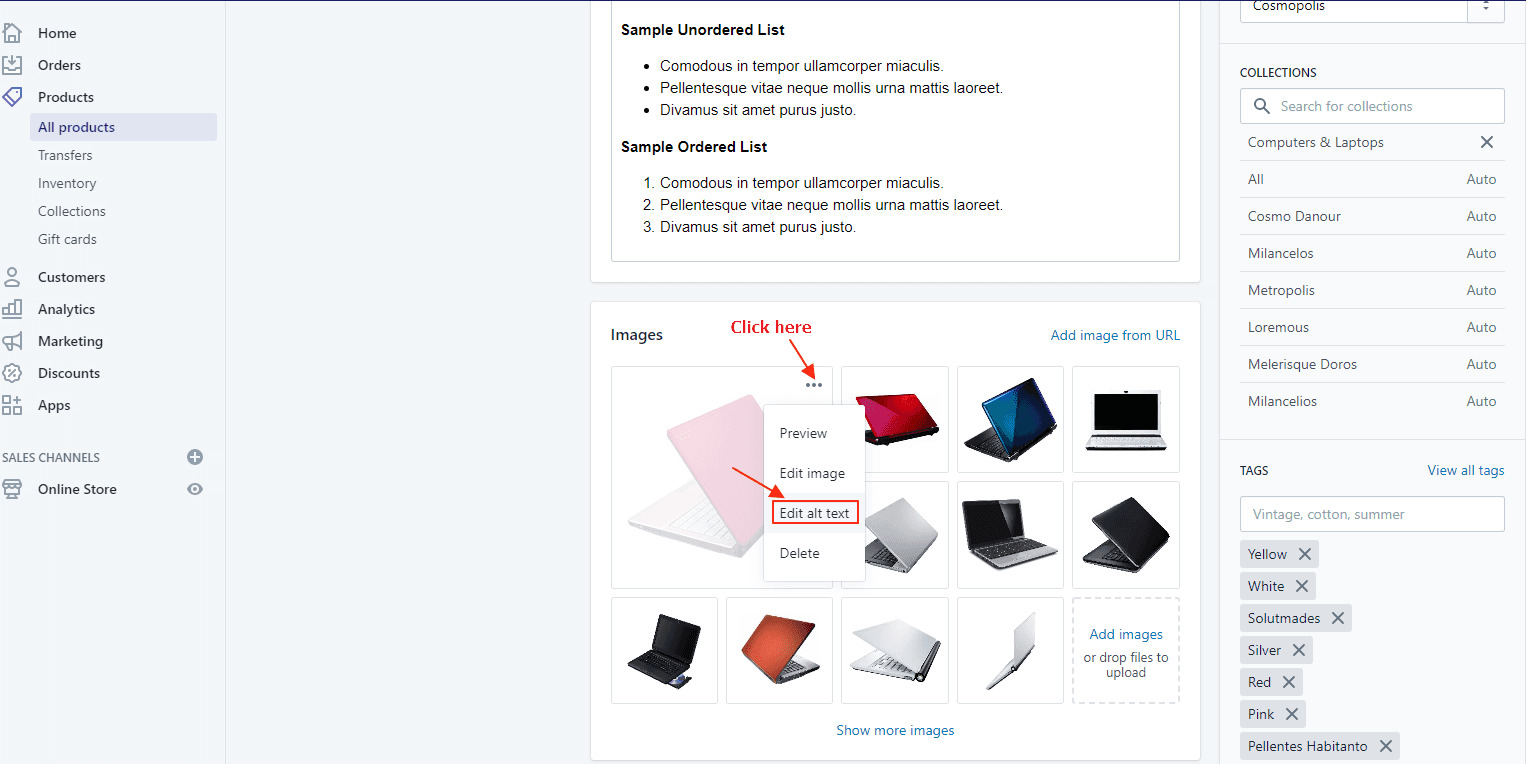 Home
Orders
Products
All products
Transfers
Inventory
Collections
Gift cards
Customers
Analytics
Marketing
Discounts
Apps
SALES CHANNELS
Online Store
Sample Unordered List
Comodous in tempor ullamcorper miaculis.
Pellentesque vitae neque mollis urna mattis laoreet.
Divamus sit amet purus justo.
Sample Ordered List
1. Comodous in tempor ullamcorper miaculis.
2. Pellentesque vitae neque mollis urna mattis laoreet.
3. Divamus sit amet purus justo.
Images
Click here
Add image from URL
Preview
Edit image
Edit alt text
Delete
Add images
or drop files to
upload
Show more images
Cosmopolis
COLLECTIONS
Search for collections
Computers & Laptops
All Auto
Cosmo Danour Auto
Milancelos Auto
Metropolis Auto
Loremous Auto
Melerisque Doros Auto
Milancelios Auto
TAGS View all tags
Vintage, cotton, summer
Yellow
White
Solutmades
Silver
Red
Pink
Pellentes Habitanto